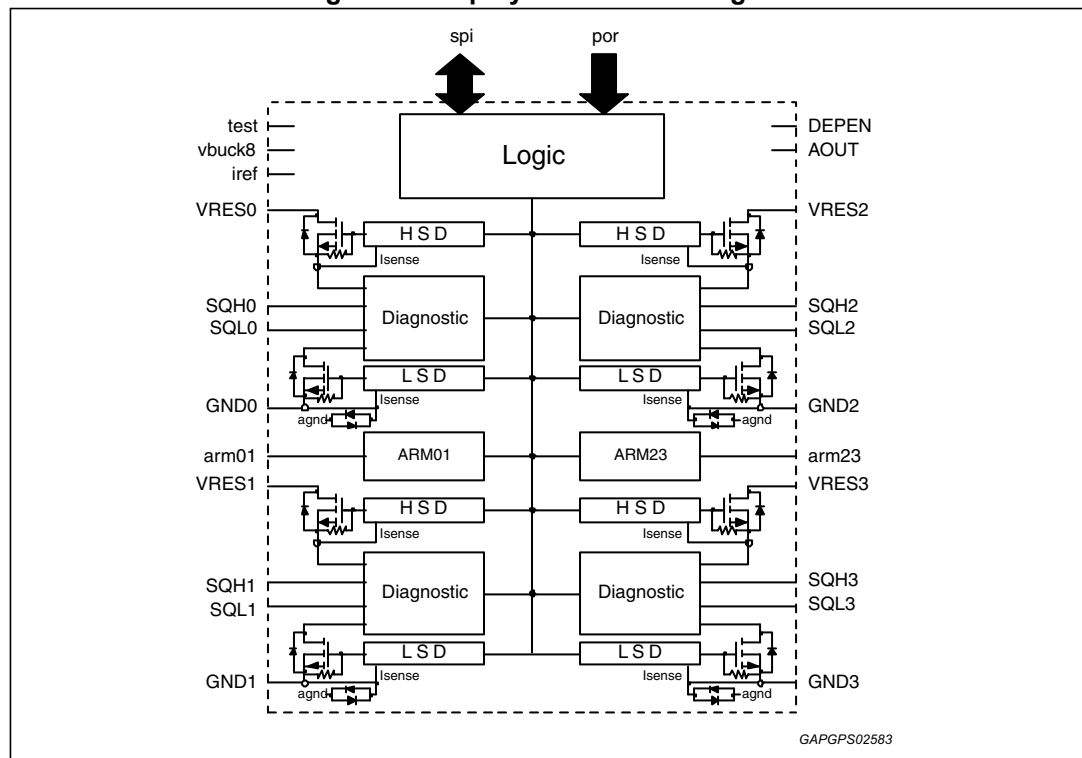 spi por
test DEPEN
vbuck8 Logic AOUT
iref
VRES0 HSD HSD VRES2
Isense Isense
SQH0 Diagnostic Diagnostic SQH2
SQL0 SQL2
LSD LSD
GND0 Isense Isense GND2
agnd agnd
arm01 ARM01 ARM23 arm23
VRES1 HSD HSD VRES3
Isense Isense
SQH1 Diagnostic Diagnostic SQH3
SQL1 SQL3
LSD LSD
GND1 Isense Isense GND3
agnd agnd
GAPGPS02583